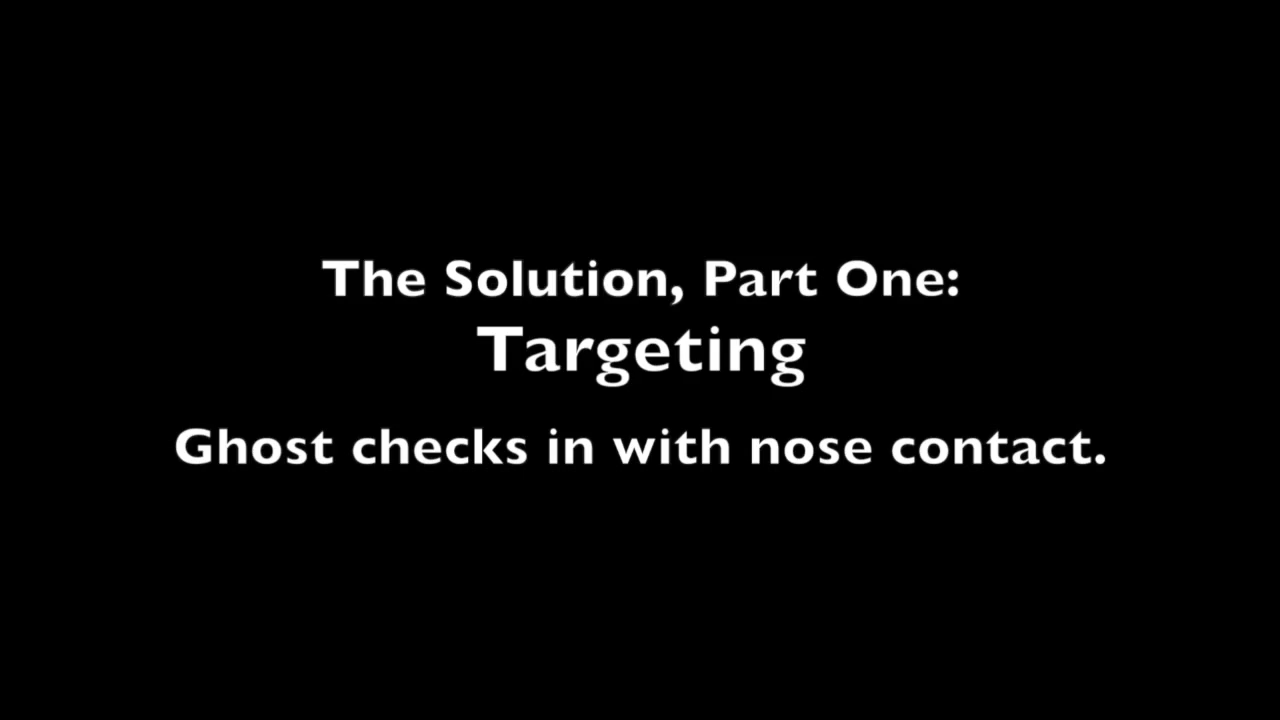 The Solution, Part One:
Targeting
Ghost checks in with nose contact.